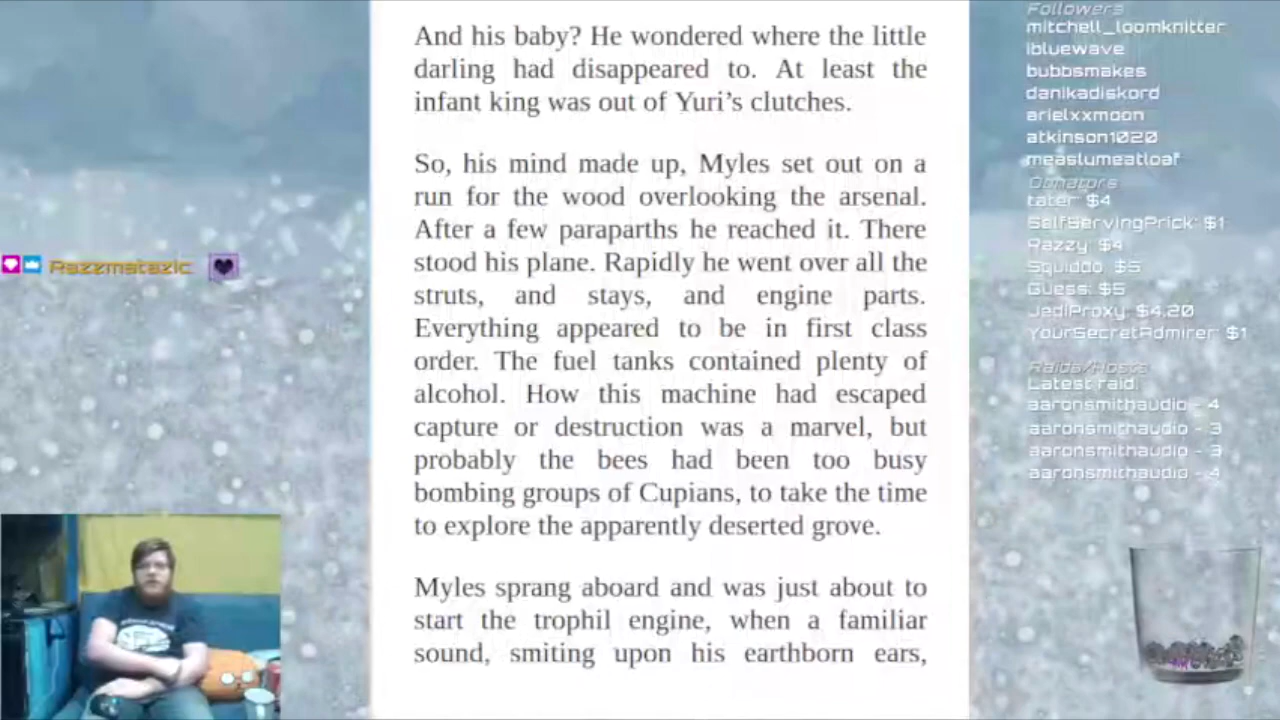 And his baby? He wondered where the little
darling had disappeared to. At least the
infant king was out of Yuri’s clutches.
So, his mind made up, Myles set out on a
run for the wood overlooking the arsenal.
After a few paraparths he reached it. There
stood his plane. Rapidly he went over all the
struts, and stays, and engine parts.
Everything appeared to be in first class
order. The fuel tanks contained plenty of
alcohol. How this machine had escaped
capture or destruction was a marvel, but
probably the bees had been too busy
bombing groups of Cupians, to take the time
to explore the apparently deserted grove.
Myles sprang aboard and was just about to
start the trophil engine, when a familiar
sound, smiting upon his earthborn ears,
Razzmatazic
Followers
mitchell_loomknitter
ibluewave
bubbsmakes
danikadiskord
arielxxmoon
atkinson1020
measlumeatloaf
Donators
tater: $4
SelfServingPrick: $1
Razzy: $4
Squiddo: $5
Guess: $5
JediProxy: $4.20
YourSecretAdmirer: $1
Raids/Hosts
Latest raid:
aaronsmithaudio - 4
aaronsmithaudio - 3
aaronsmithaudio - 3
aaronsmithaudio - 4